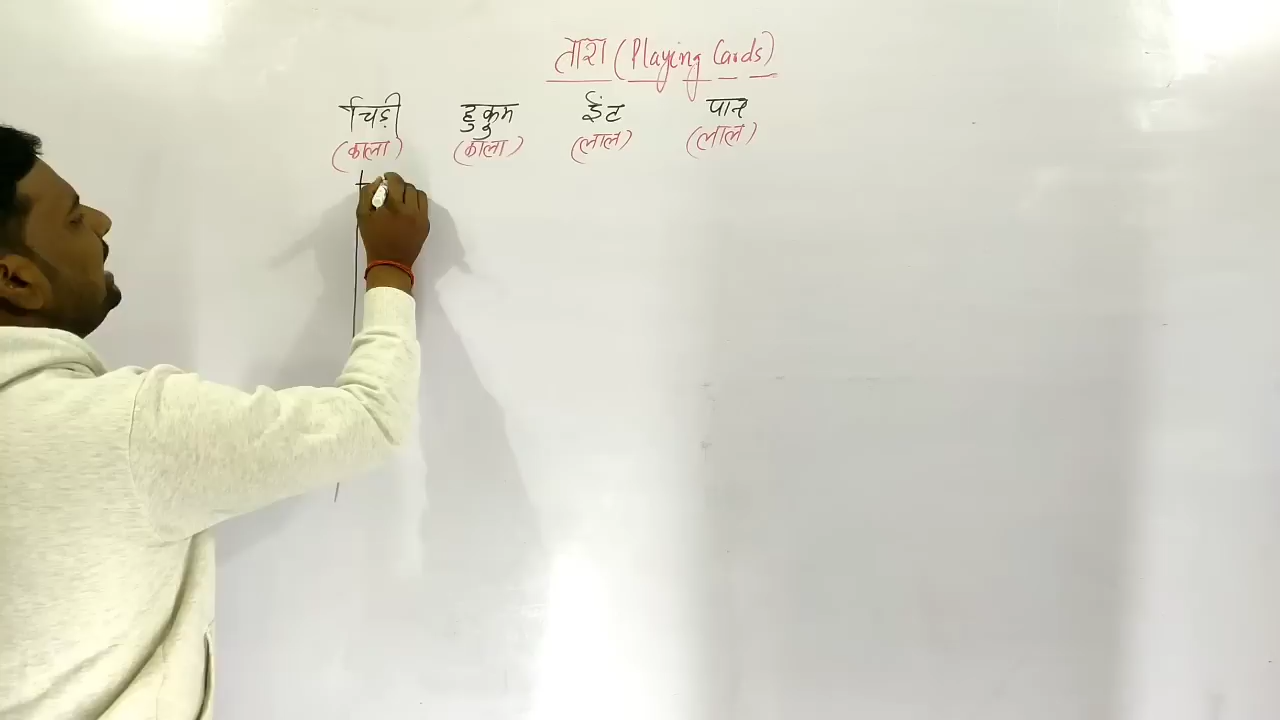 ताश (Playing Cards)
चिड़ी हुकुम ईंट पान
(काला) (काला) (लाल) (लाल)